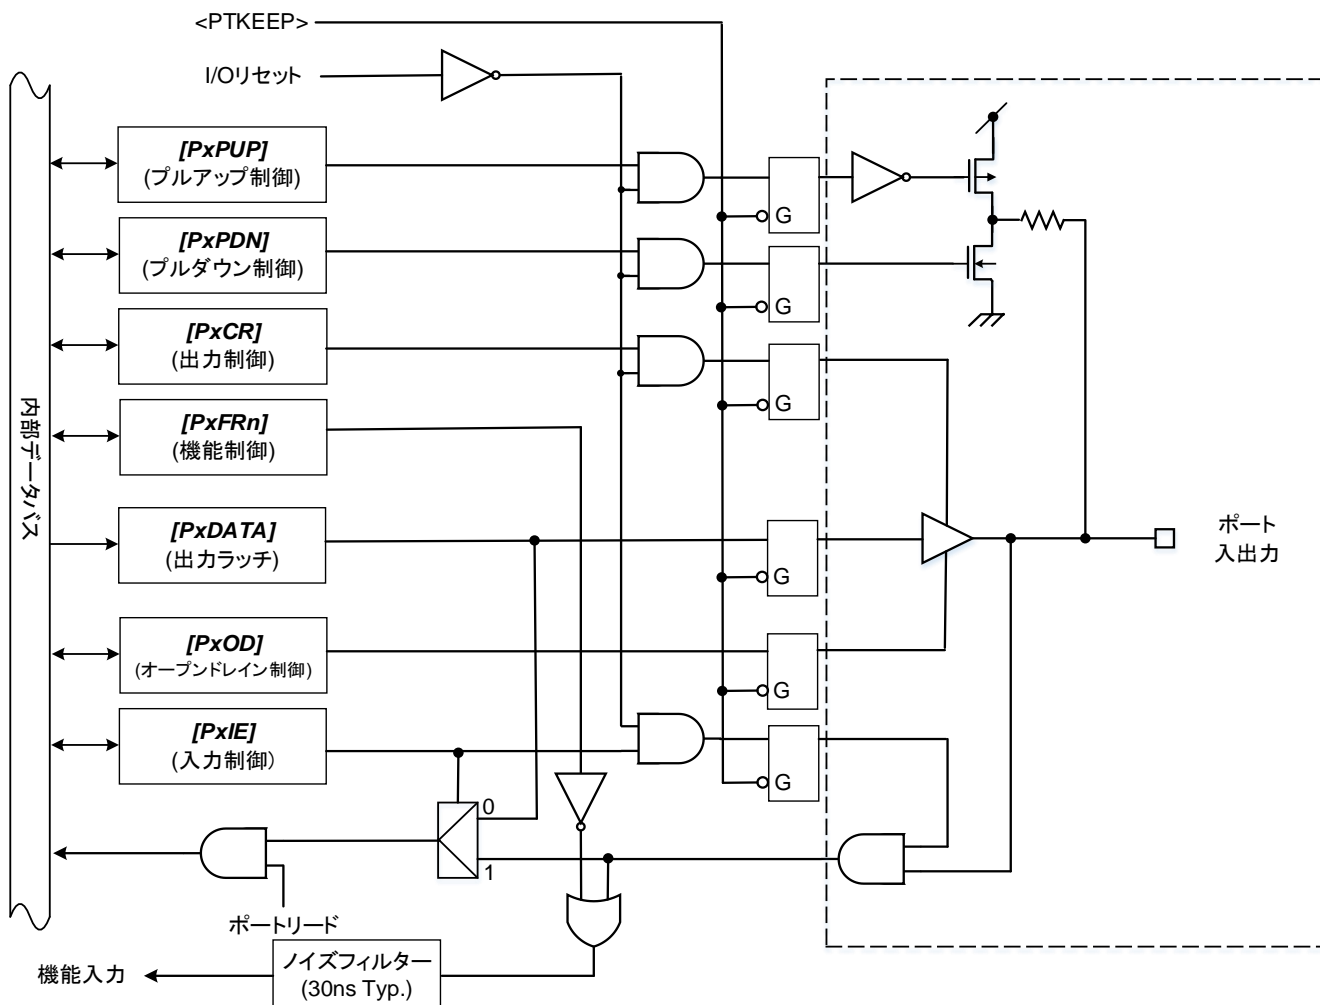 <PTKEEP>
I/Oリセット
[PxPUP]
(プルアップ制御)
G
[PxPDN]
(プルダウン制御)
G
[PxCR]
(出力制御)
G
内部データバス
[PxFRn]
(機能制御)
[PxDATA]
(出力ラッチ)
G
ポート
入出力
[PxOD]
(オープンドレイン制御)
G
[PxIE]
(入力制御)
G
0
1
ポートリード
機能入力
ノイズフィルター
(30ns Typ.)